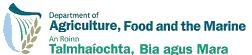 Department of
Agriculture, Food and the Marine
An Roinn
Talmhaíochta, Bia agus Mara